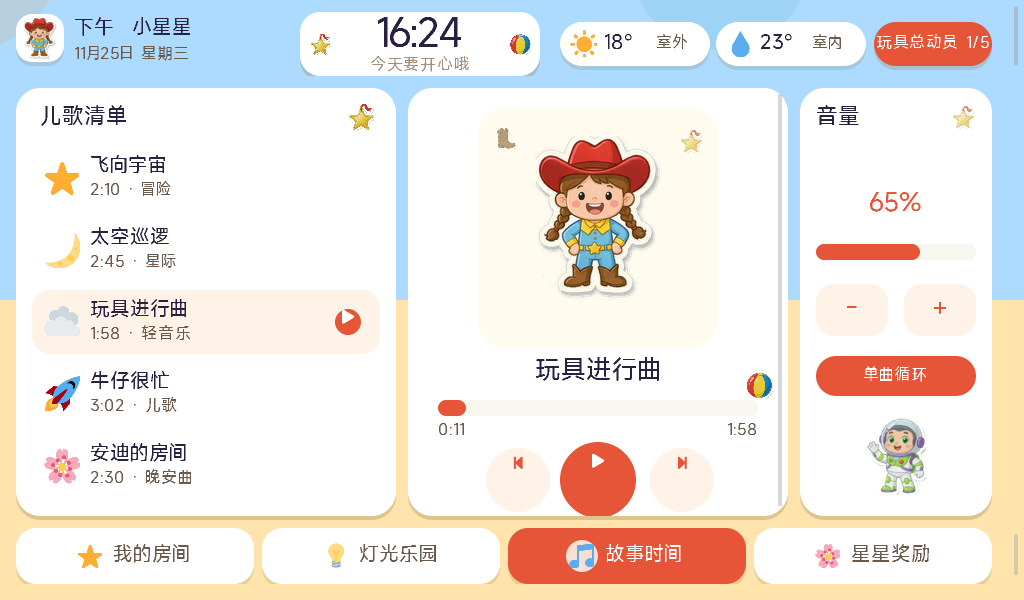 下午 小星星
11月25日 星期三
16:24
今天要开心哦
18° 室外
23° 室内
玩具总动员 1/5
儿歌清单
飞向宇宙
2:10 · 冒险
太空巡逻
2:45 · 星际
玩具进行曲
1:58 · 轻音乐
牛仔很忙
3:02 · 儿歌
安迪的房间
2:30 · 晚安曲
玩具进行曲
0:11
1:58
音量
65%
−
+
单曲循环
我的房间
灯光乐园
故事时间
星星奖励